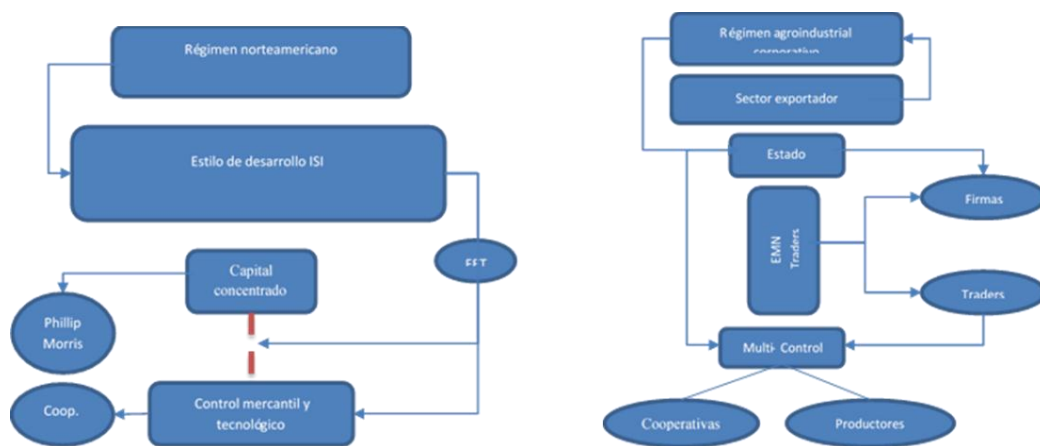 Régimen norteamericano
Estilo de desarrollo ISI
Capital
concentrado
Phillip
Morris
Control mercantil y
tecnológico
Coop.
Régimen agroindustrial
corporativo
Sector exportador
Estado
Firmas
EMN
Traders
Traders
Multi- Control
Cooperativas
Productores